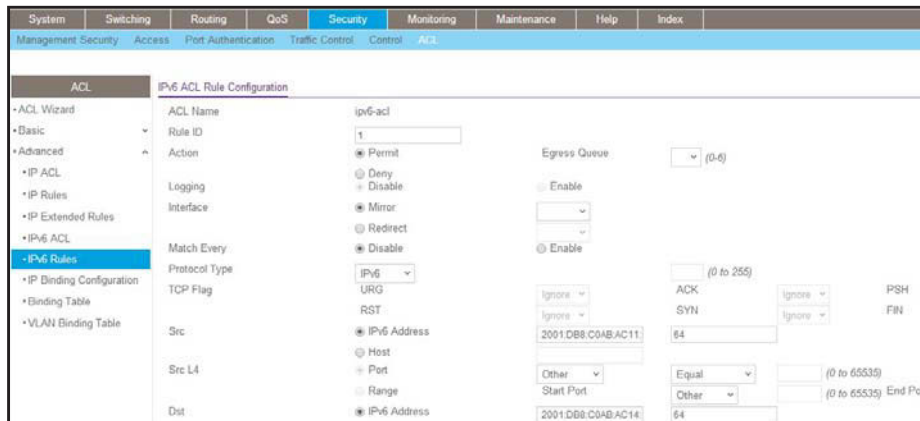 System Switching Routing QoS Security Monitoring Maintenance Help Index
Management Security Access Port Authentication Traffic Control Control ACL
ACL IPv6 ACL Rule Configuration
• ACL Wizard ACL Name ipv6-acl
• Basic Rule ID 1
• Advanced Action Permit Egress Queue (0-6)
• IP ACL Deny
Logging Disable Enable
• IP Rules Interface Mirror
• IP Extended Rules Redirect
• IPv6 ACL Match Every Disable Enable
• IPv6 Rules Protocol Type IPv6 (0 to 255)
• IP Binding Configuration TCP Flag URG Ignore ACK Ignore PSH
• Binding Table RST Ignore SYN Ignore FIN
• VLAN Binding Table Src IPv6 Address 2001:DB8:C0AB:AC11: 64
Host
Src L4 Port Other Equal (0 to 65535)
Range Start Port Other (0 to 65535) End Po
Dst IPv6 Address 2001:DB8:C0AB:AC14: 64